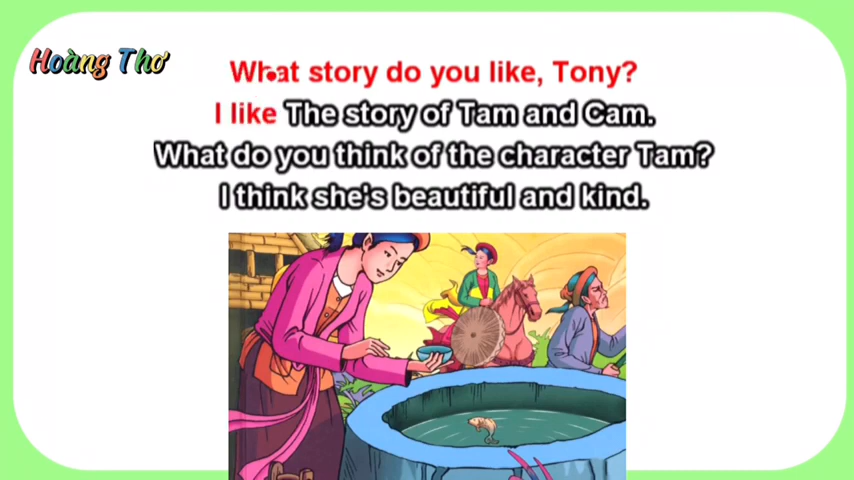 Hoàng Thơ
What story do you like, Tony?
I like The story of Tam and Cam.
What do you think of the character Tam?
I think she's beautiful and kind.